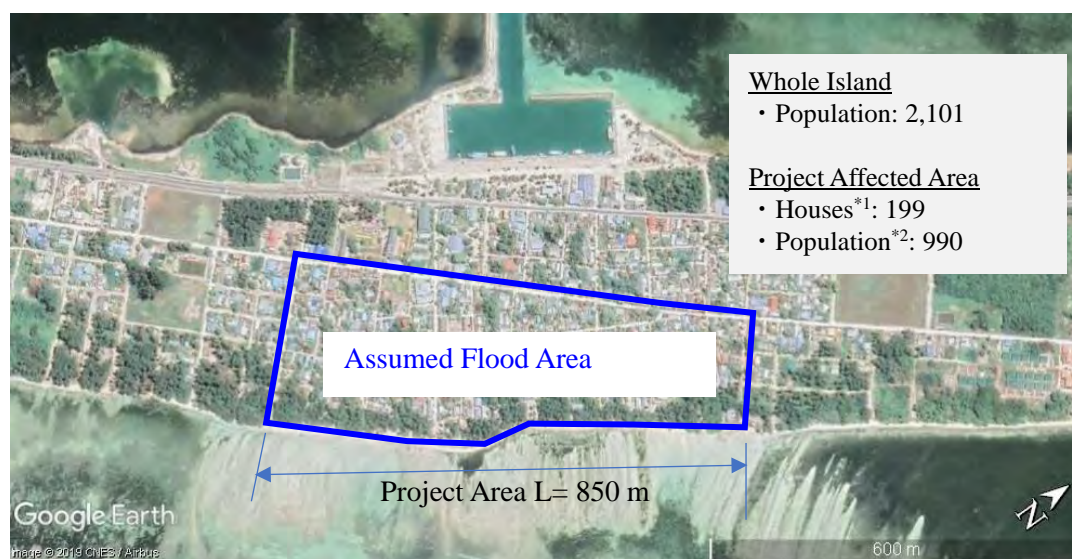 Whole Island
・Population: 2,101
Project Affected Area
・Houses*1: 199
・Population*2: 990
Assumed Flood Area
Project Area L= 850 m
Google Earth
Image © 2019 CNES / Airbus
600 m
N